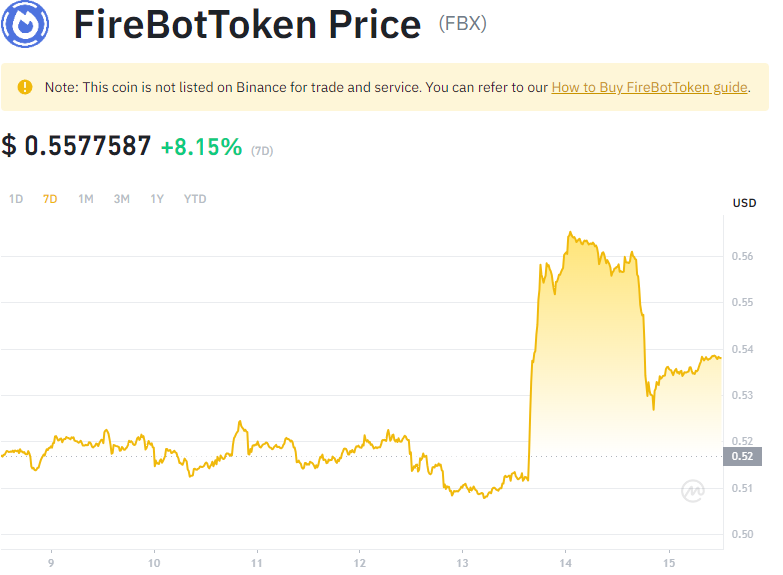 FireBotToken Price (FBX)
Note: This coin is not listed on Binance for trade and service. You can refer to our How to Buy FireBotToken guide.
$ 0.5577587 +8.15% (7D)
1D 7D 1M 3M 1Y YTD
USD
0.56
0.55
0.54
0.53
0.52
0.52
0.51
0.50
9 10 11 12 13 14 15